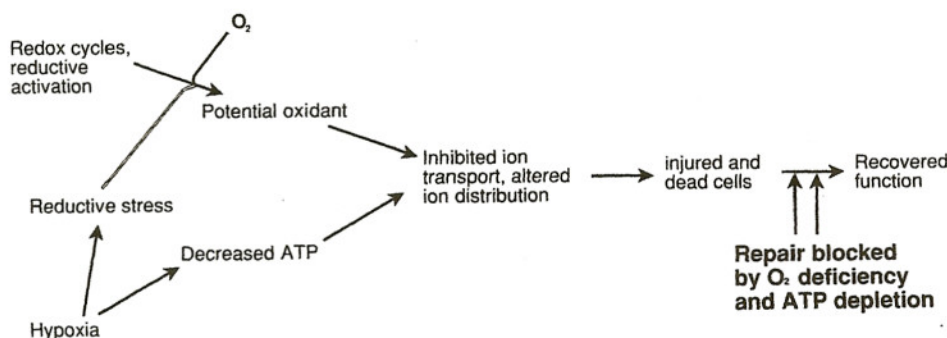 O₂
Redox cycles,
reductive
activation
Potential oxidant
Inhibited ion
transport, altered
ion distribution
injured and
dead cells
Recovered
function
Reductive stress
Decreased ATP
Repair blocked
by O₂ deficiency
and ATP depletion
Hypoxia